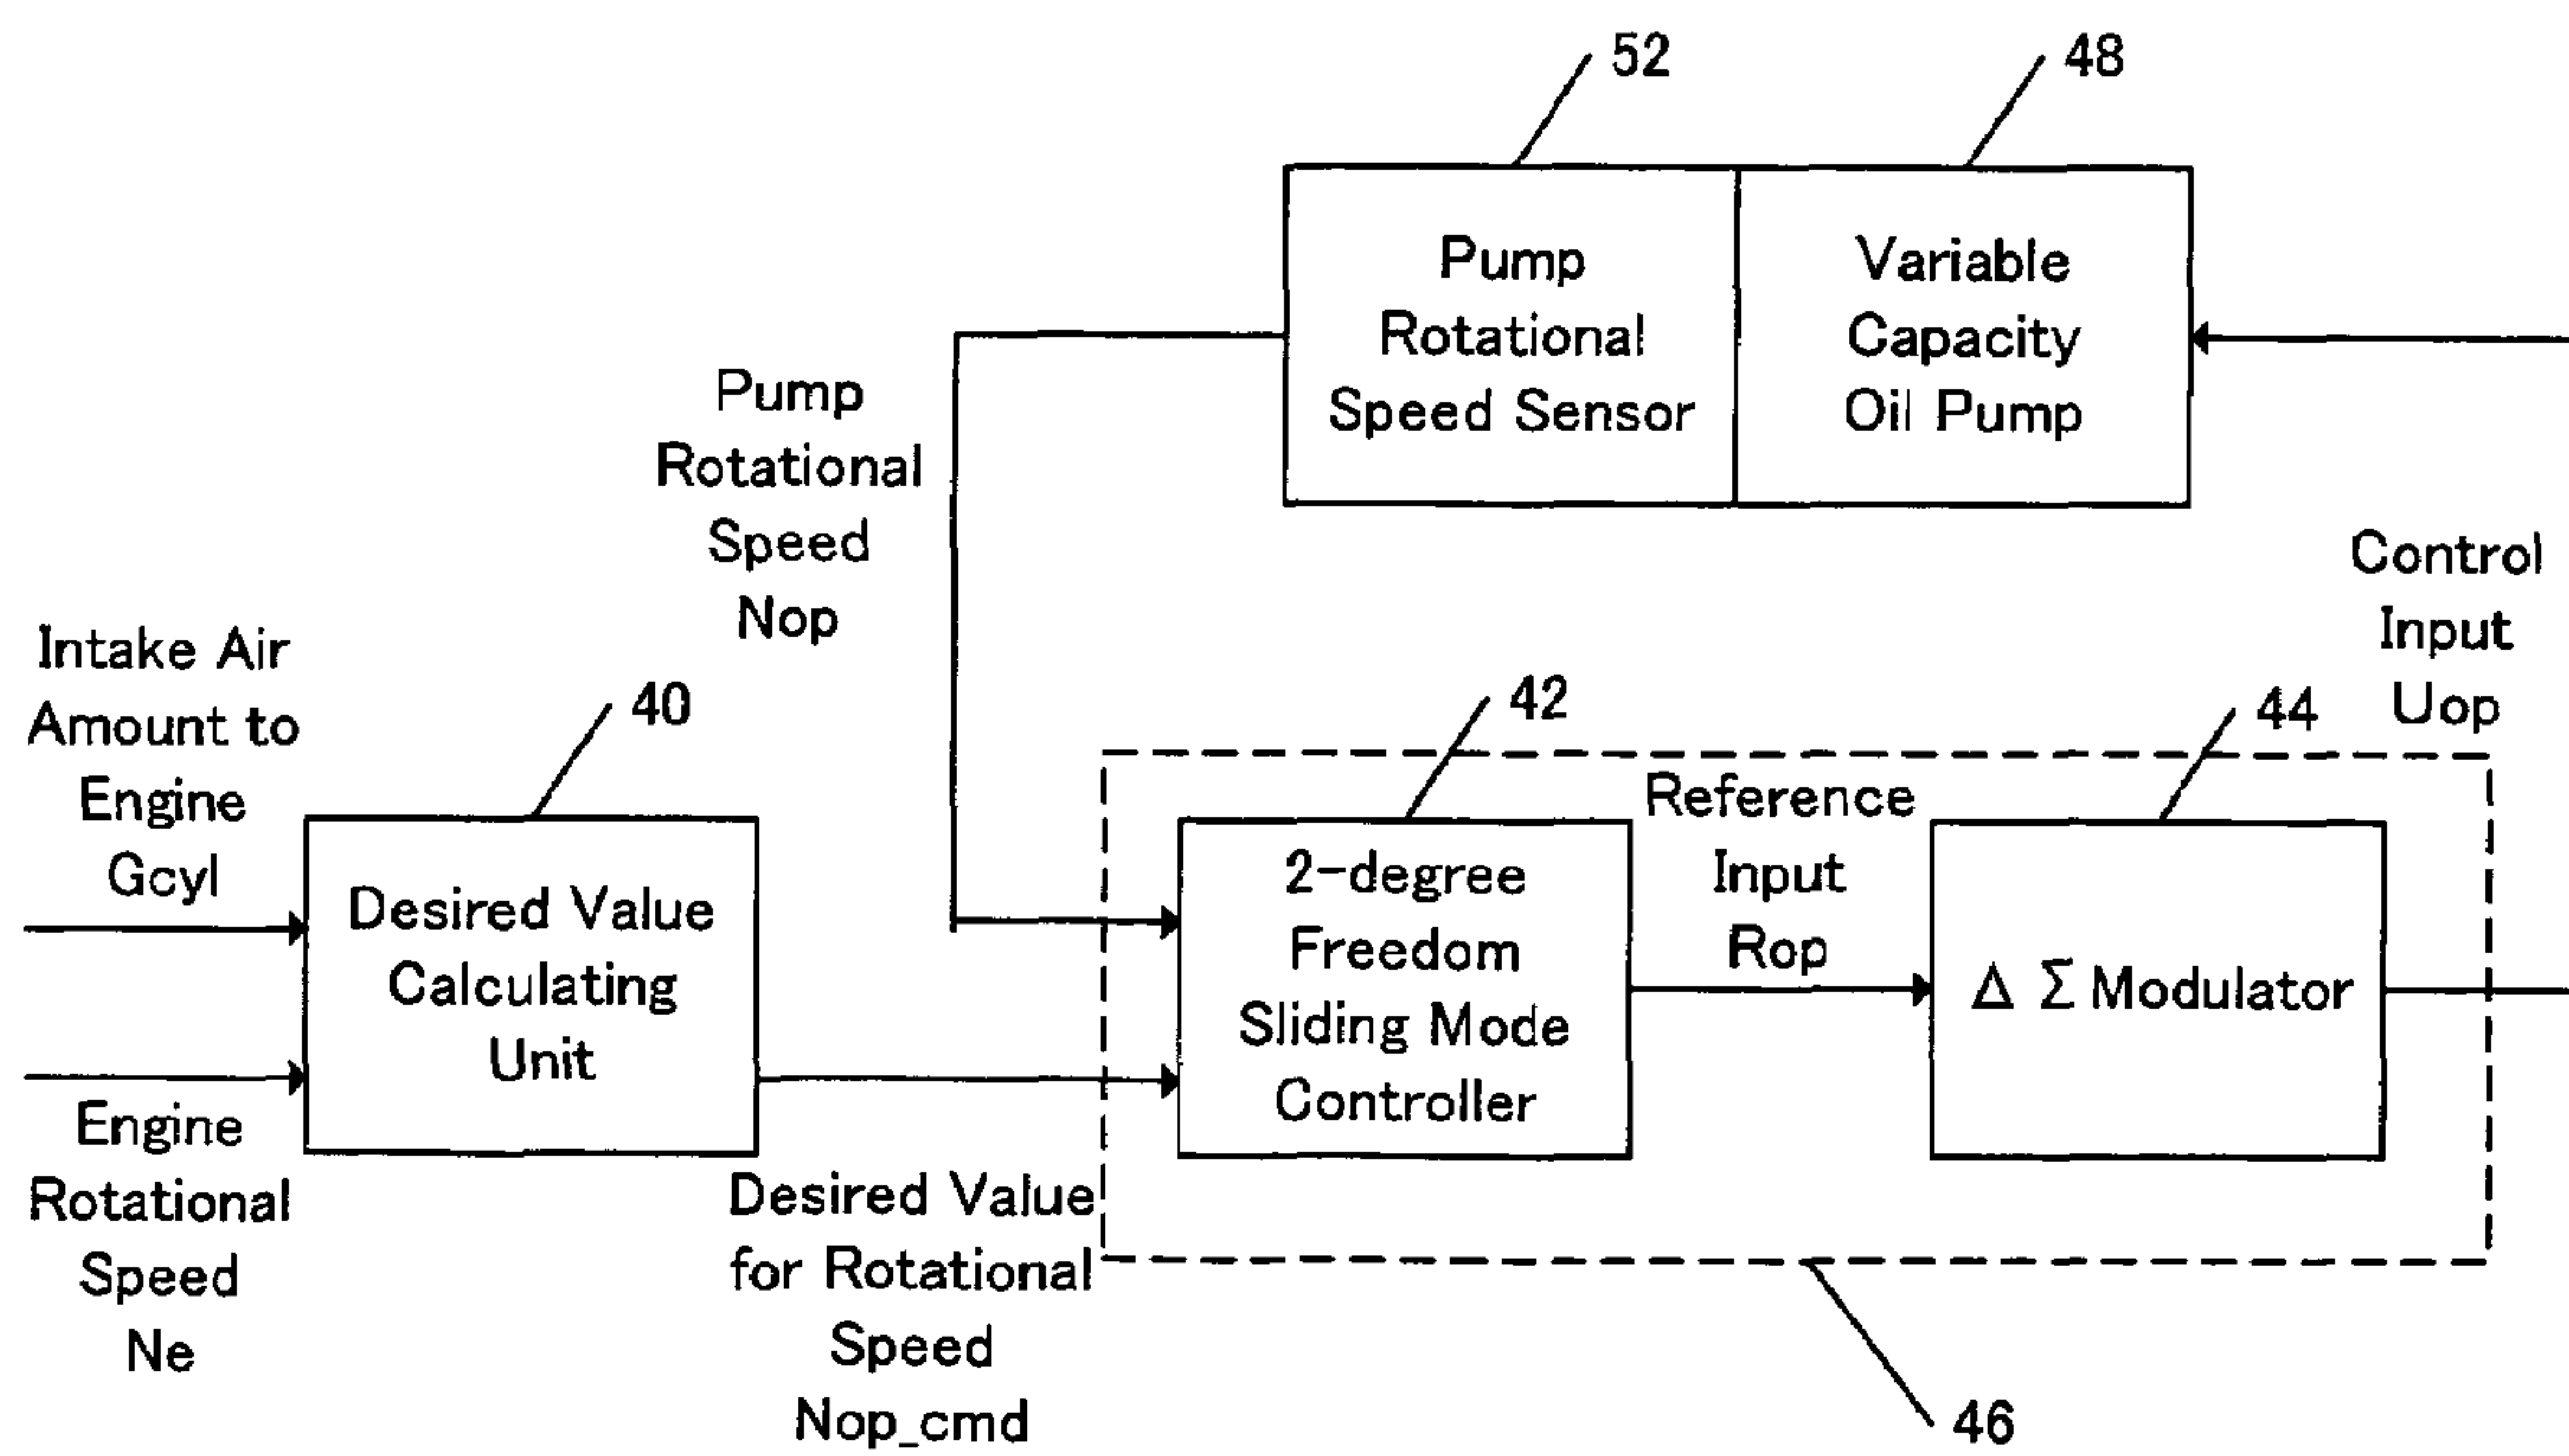 52
48
Pump
Rotational
Speed Sensor
Variable
Capacity
Oil Pump
Pump
Rotational
Speed
Nop
Control
Input
Uop
Intake Air
Amount to
Engine
Gcyl
40
42
44
Desired Value
Calculating
Unit
2-degree
Freedom
Sliding Mode
Controller
Reference
Input
Rop
Δ Σ Modulator
Engine
Rotational
Speed
Ne
Desired Value
for Rotational
Speed
Nop_cmd
46